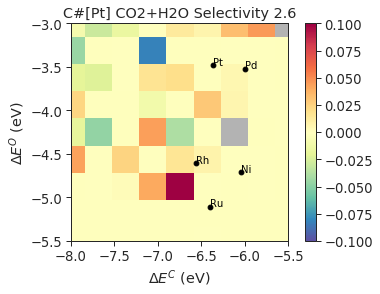 C#[Pt] CO2+H2O Selectivity 2.6
−3.0
−3.5
−4.0
−4.5
−5.0
−5.5
ΔE^O (eV)
Pt
Pd
Rh
Ni
Ru
−8.0 −7.5 −7.0 −6.5 −6.0 −5.5
ΔE^C (eV)
0.100
0.075
0.050
0.025
0.000
−0.025
−0.050
−0.075
−0.100